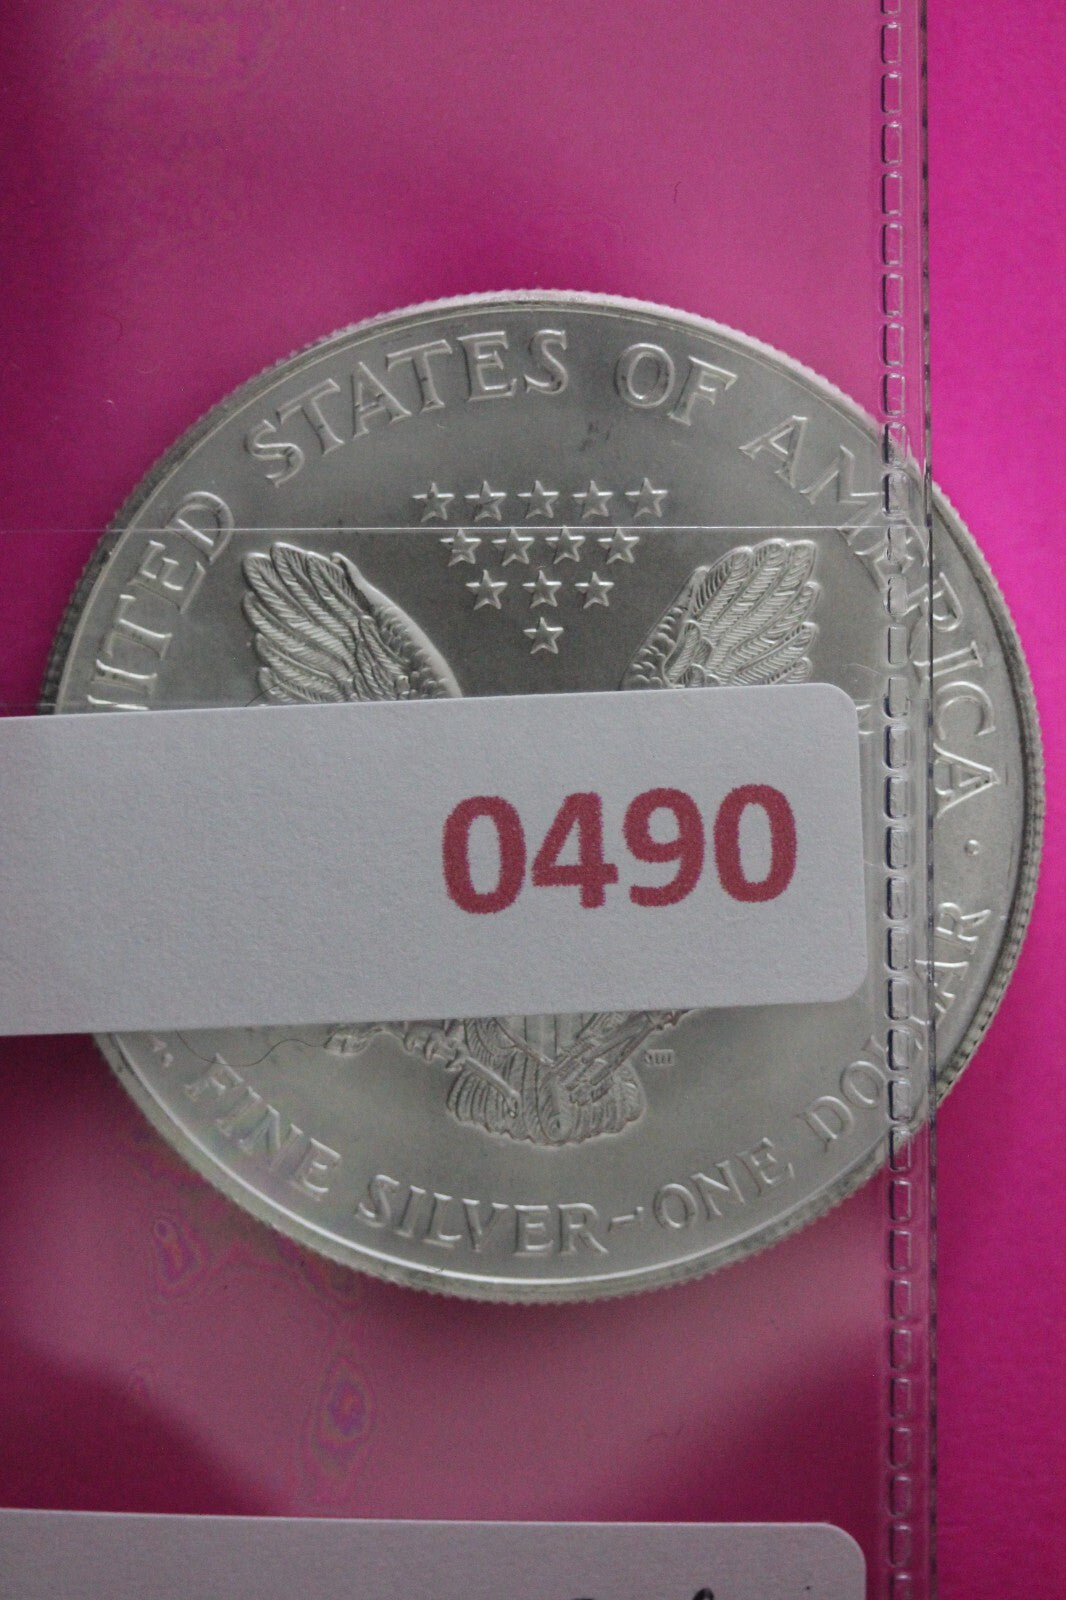 UNITED STATES OF AMERICA •
0490
FINE SILVER~ONE DOLLAR